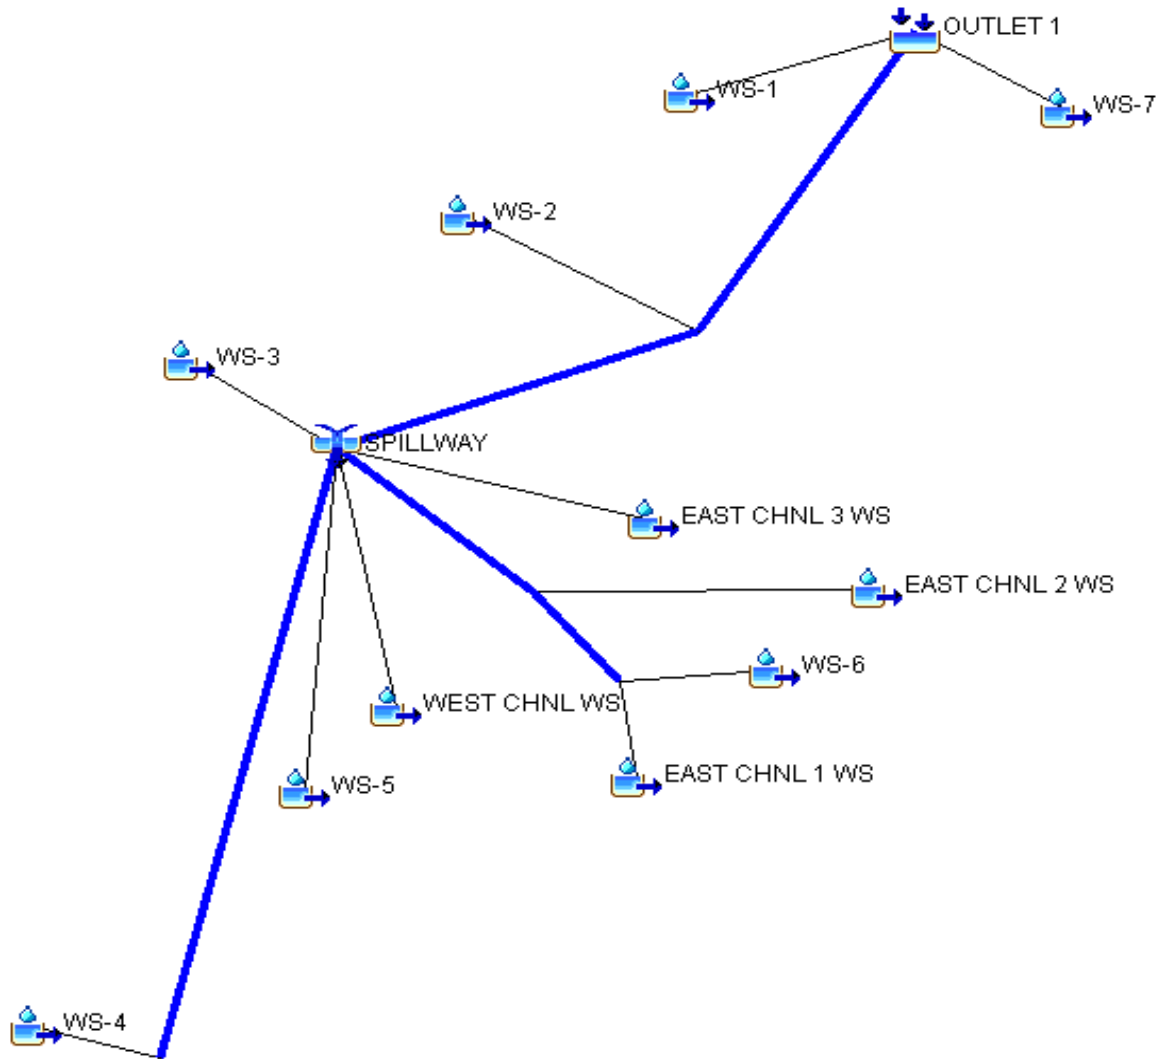 OUTLET 1
WS-1
WS-7
WS-2
WS-3
SPILLWAY
EAST CHNL 3 WS
EAST CHNL 2 WS
WS-6
WEST CHNL WS
EAST CHNL 1 WS
WS-5
WS-4